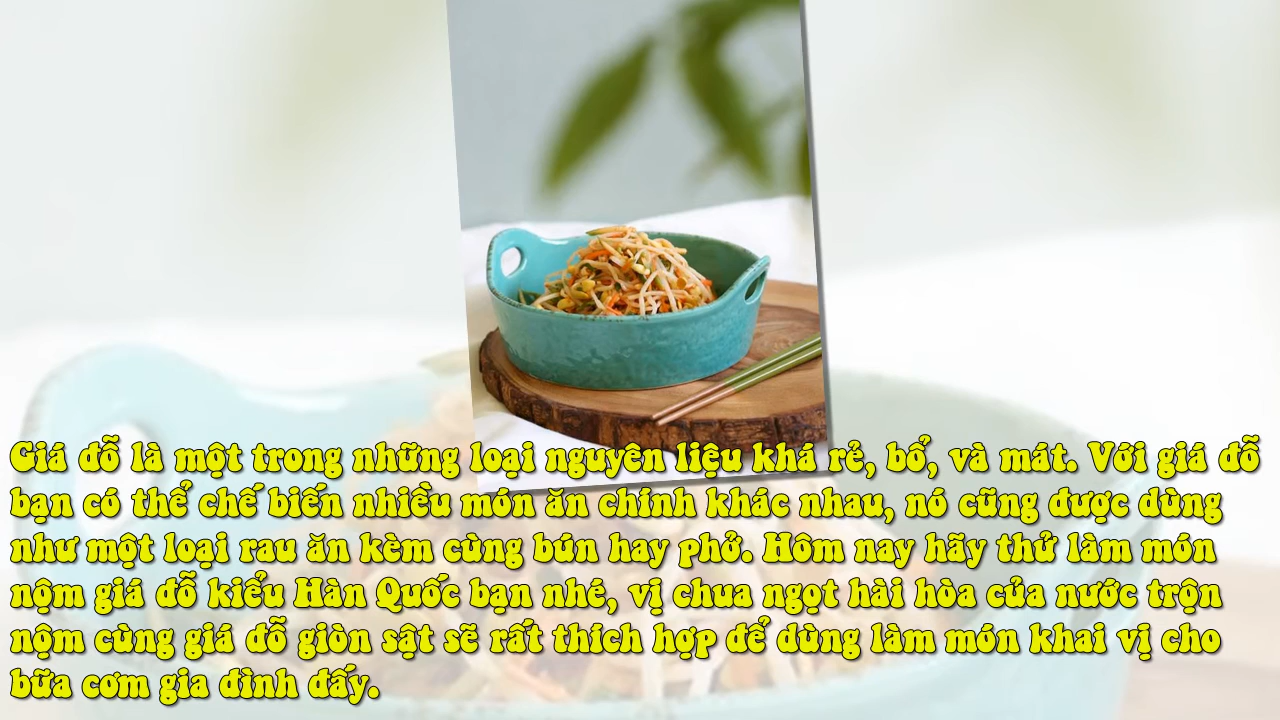 Giá đỗ là một trong những loại nguyên liệu khá rẻ, bổ, và mát. Với giá đỗ
bạn có thể chế biến nhiều món ăn chính khác nhau, nó cũng được dùng
như một loại rau ăn kèm cùng bún hay phở. Hôm nay hãy thử làm món
nộm giá đỗ kiểu Hàn Quốc bạn nhé, vị chua ngọt hài hòa của nước trộn
nộm cùng giá đỗ giòn sật sẽ rất thích hợp để dùng làm món khai vị cho
bữa cơm gia đình đấy.